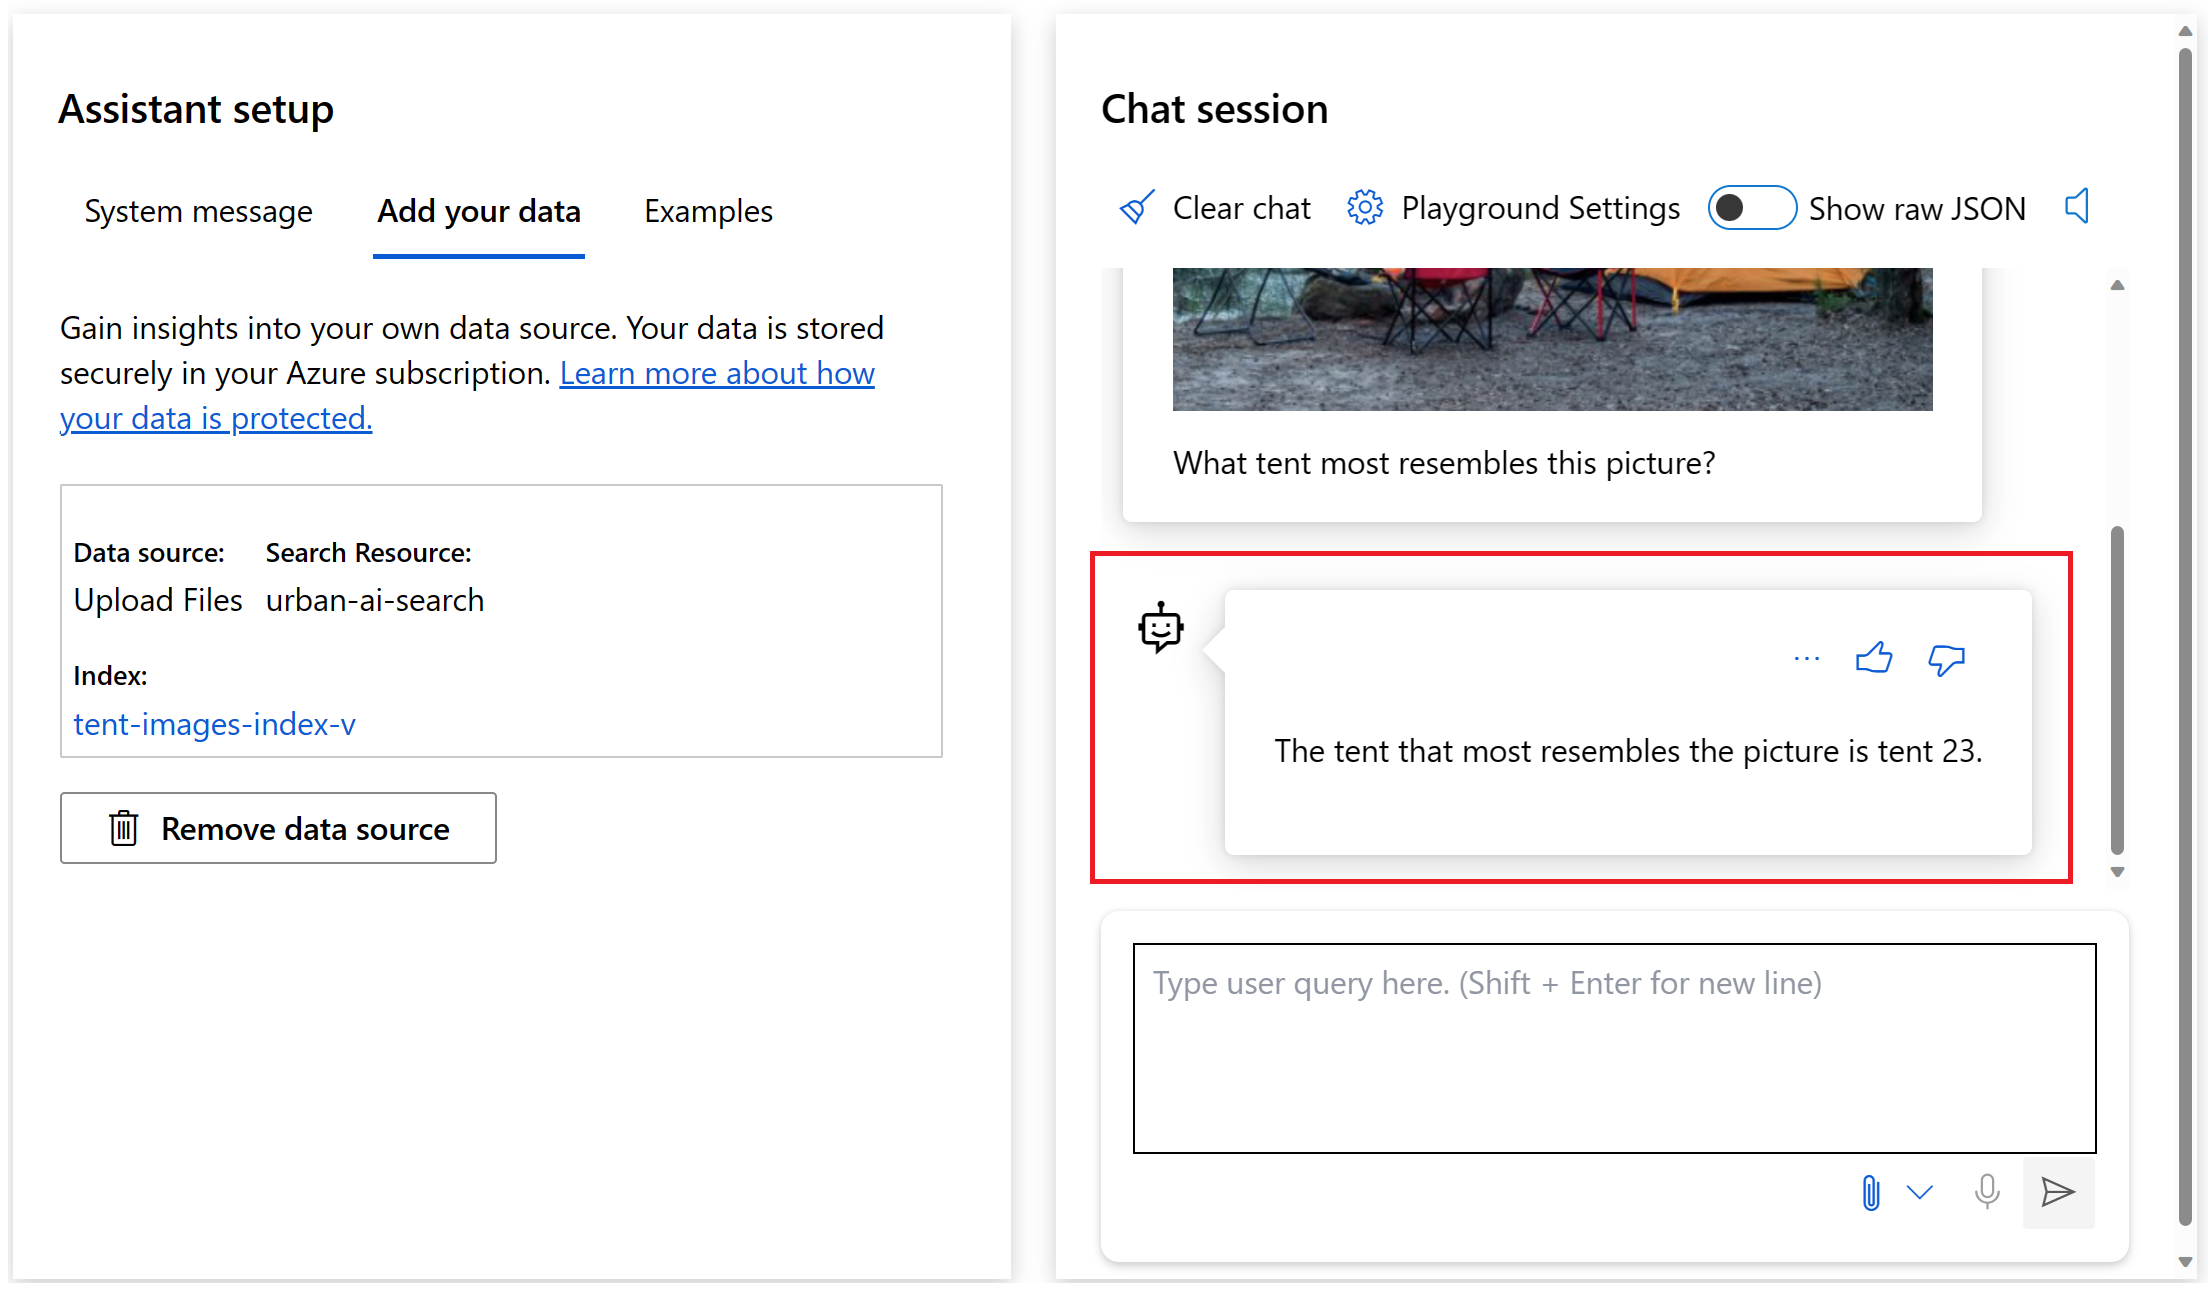 Assistant setup
System message
Add your data
Examples
Gain insights into your own data source. Your data is stored
securely in your Azure subscription. Learn more about how
your data is protected.
Data source:
Search Resource:
Upload Files
urban-ai-search
Index:
tent-images-index-v
Remove data source
Chat session
Clear chat
Playground Settings
Show raw JSON
What tent most resembles this picture?
The tent that most resembles the picture is tent 23.
Type user query here. (Shift + Enter for new line)